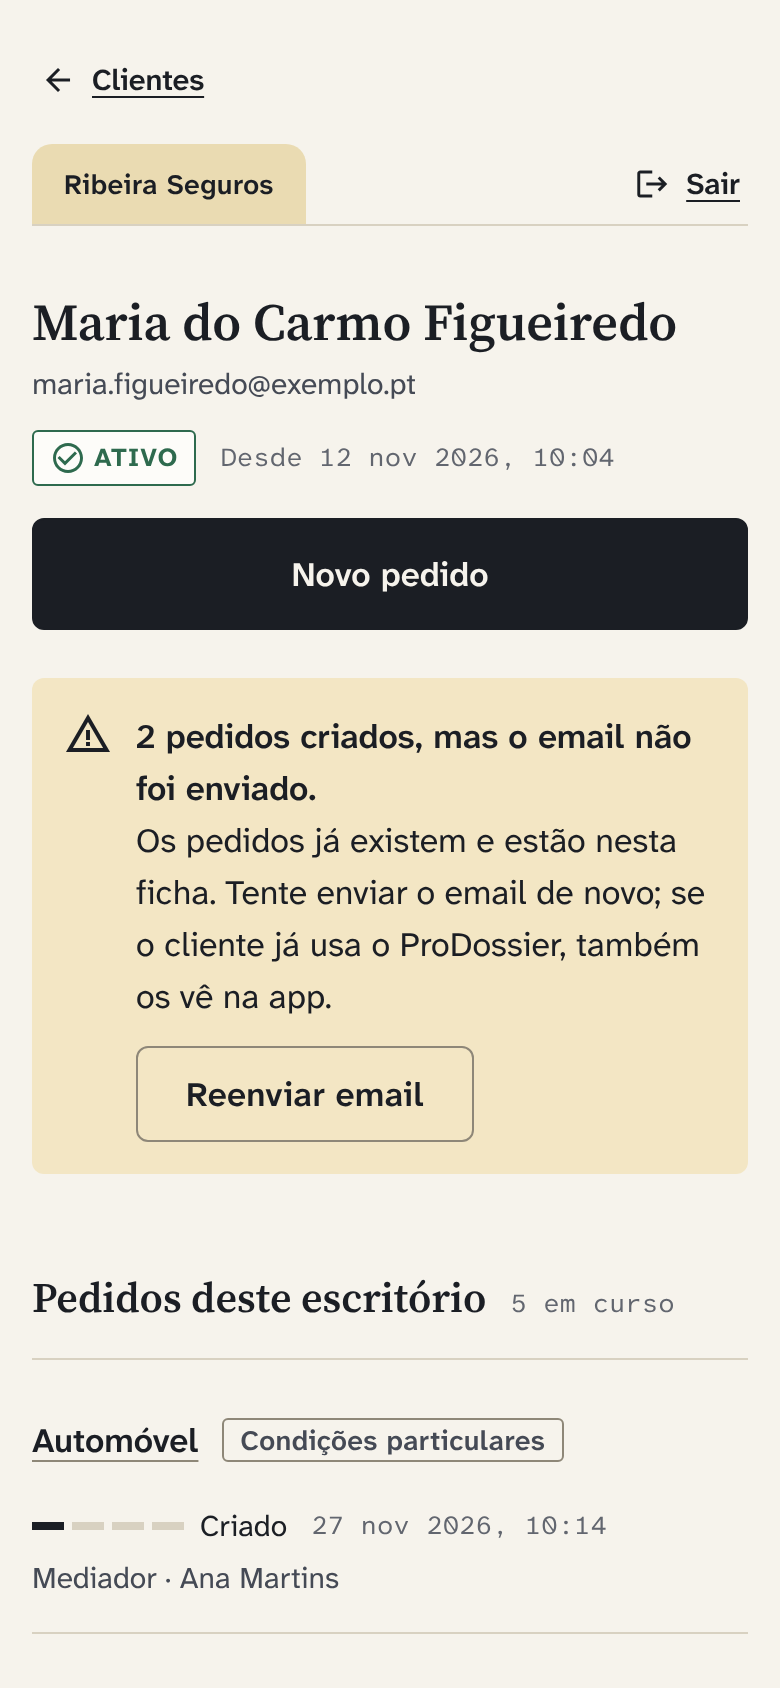 Clientes
Ribeira Seguros
Sair
Maria do Carmo Figueiredo
maria.figueiredo@exemplo.pt
ATIVO Desde 12 nov 2026, 10:04
Novo pedido
2 pedidos criados, mas o email não
foi enviado.
Os pedidos já existem e estão nesta
ficha. Tente enviar o email de novo; se
o cliente já usa o ProDossier, também
os vê na app.
Reenviar email
Pedidos deste escritório 5 em curso
Automóvel Condições particulares
Criado 27 nov 2026, 10:14
Mediador · Ana Martins